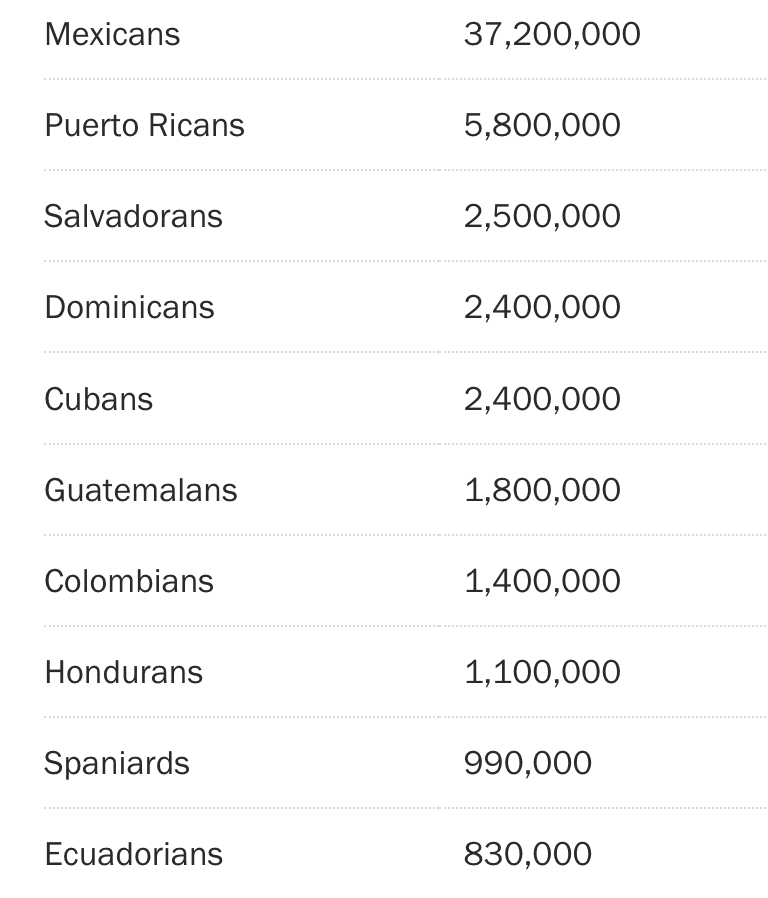 Mexicans 37,200,000
Puerto Ricans 5,800,000
Salvadorans 2,500,000
Dominicans 2,400,000
Cubans 2,400,000
Guatemalans 1,800,000
Colombians 1,400,000
Hondurans 1,100,000
Spaniards 990,000
Ecuadorians 830,000